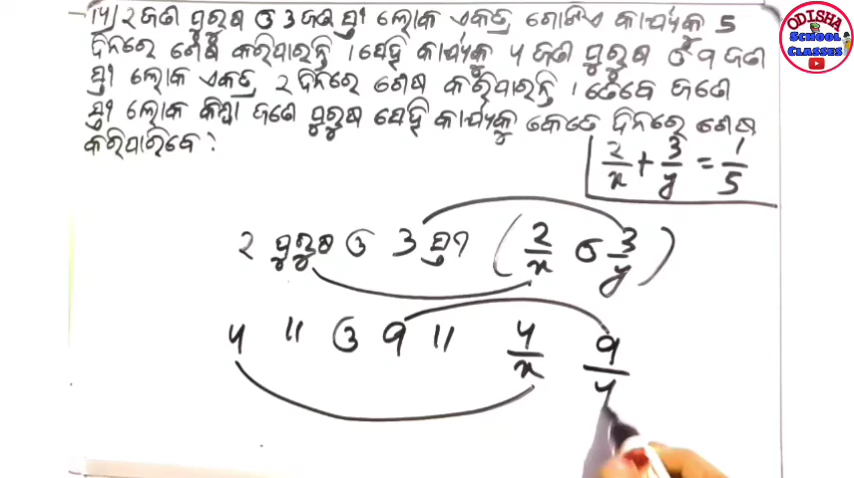 14) 2 ଜଣ ପୁରୁଷ ଓ 3 ଜଣ ସ୍ତ୍ରୀ ଲୋକ ଏକତ୍ର ଗୋଟିଏ କାର୍ଯ୍ୟକୁ 5
ଦିନରେ ଶେଷ କରିପାରନ୍ତି । ସେହି କାର୍ଯ୍ୟକୁ 4 ଜଣ ପୁରୁଷ ଓ 9 ଜଣ
ସ୍ତ୍ରୀ ଲୋକ ଏକତ୍ର 2 ଦିନରେ ଶେଷ କରିପାରନ୍ତି । ତେବେ ଜଣେ
ସ୍ତ୍ରୀ ଲୋକ କିମ୍ବା ଜଣେ ପୁରୁଷ ସେହି କାର୍ଯ୍ୟକୁ କେତେ ଦିନରେ ଶେଷ
କରିପାରିବେ ?
2/x + 3/y = 1/5
2 ପୁରୁଷ ଓ 3 ସ୍ତ୍ରୀ (2/x ଓ 3/y)
4 " ଓ 9 " 4/x 9/y
ODISHA
SCHOOL
CLASSES